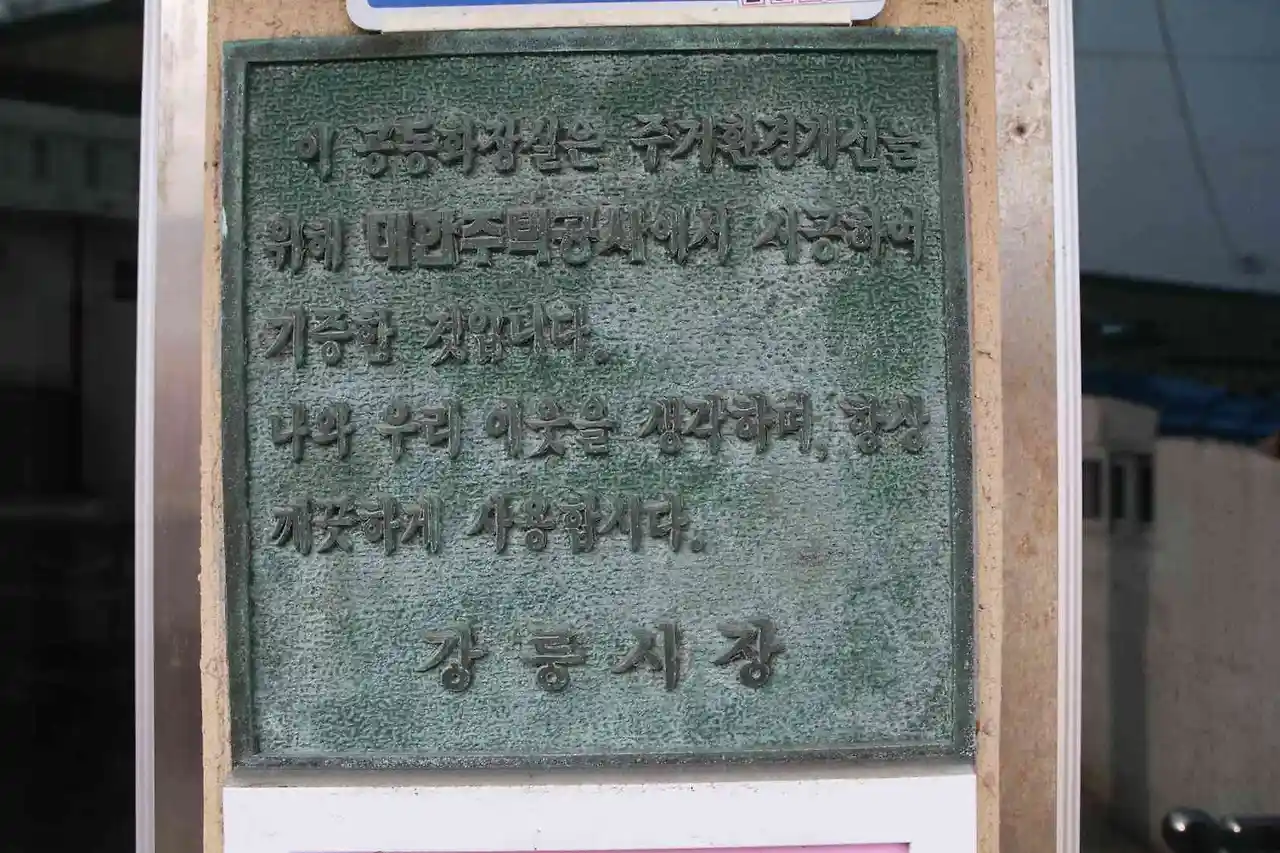 이 공동화장실은 주거환경개선을
위해 대한주택공사에서 시공하여
기증한 것입니다.
나와 우리 이웃을 생각하며, 항상
깨끗하게 사용합시다.
강릉시장